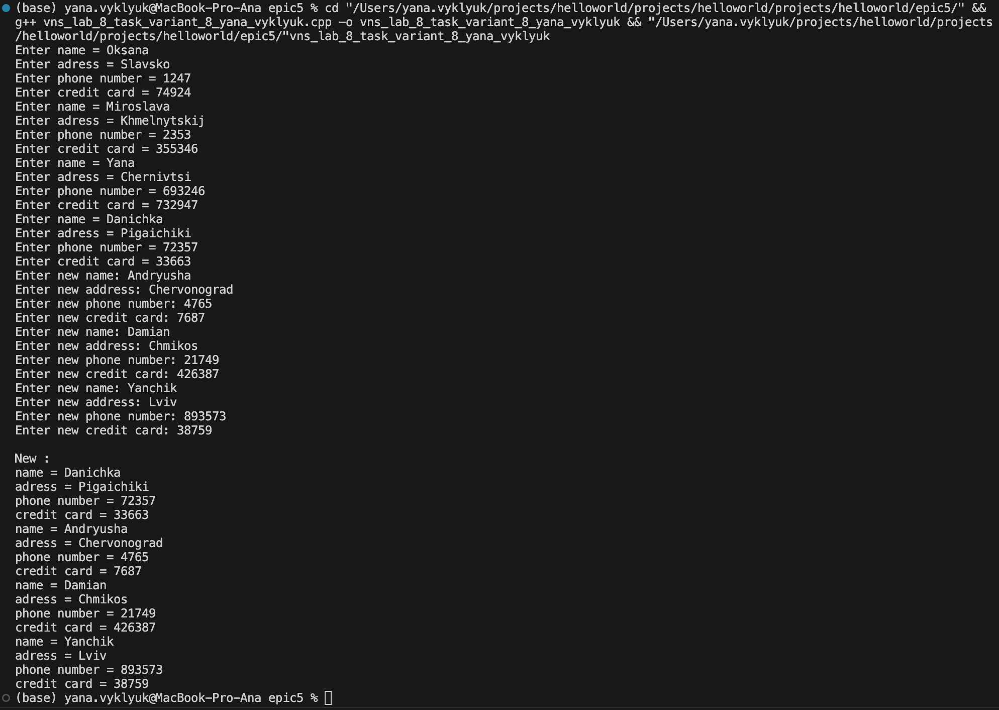 (base) yana.vyklyuk@MacBook-Pro-Ana epic5 % cd "/Users/yana.vyklyuk/projects/helloworld/projects/helloworld/epic5/" &&
g++ vns_lab_8_task_variant_8_yana_vyklyuk.cpp -o vns_lab_8_task_variant_8_yana_vyklyuk && "/Users/yana.vyklyuk/projects/helloworld/projects
/helloworld/projects/helloworld/epic5/"vns_lab_8_task_variant_8_yana_vyklyuk
Enter name = Oksana
Enter adress = Slavsko
Enter phone number = 1247
Enter credit card = 74924
Enter name = Miroslava
Enter adress = Khmelnytskij
Enter phone number = 2353
Enter credit card = 355346
Enter name = Yana
Enter adress = Chernivtsi
Enter phone number = 693246
Enter credit card = 732947
Enter name = Danichka
Enter adress = Pigaichiki
Enter phone number = 72357
Enter credit card = 33663
Enter new name: Andryusha
Enter new address: Chervonograd
Enter new phone number: 4765
Enter new credit card: 7687
Enter new name: Damian
Enter new address: Chmikos
Enter new phone number: 21749
Enter new credit card: 426387
Enter new name: Yanchik
Enter new address: Lviv
Enter new phone number: 893573
Enter new credit card: 38759
New :
name = Danichka
adress = Pigaichiki
phone number = 72357
credit card = 33663
name = Andryusha
adress = Chervonograd
phone number = 4765
credit card = 7687
name = Damian
adress = Chmikos
phone number = 21749
credit card = 426387
name = Yanchik
adress = Lviv
phone number = 893573
credit card = 38759
(base) yana.vyklyuk@MacBook-Pro-Ana epic5 %